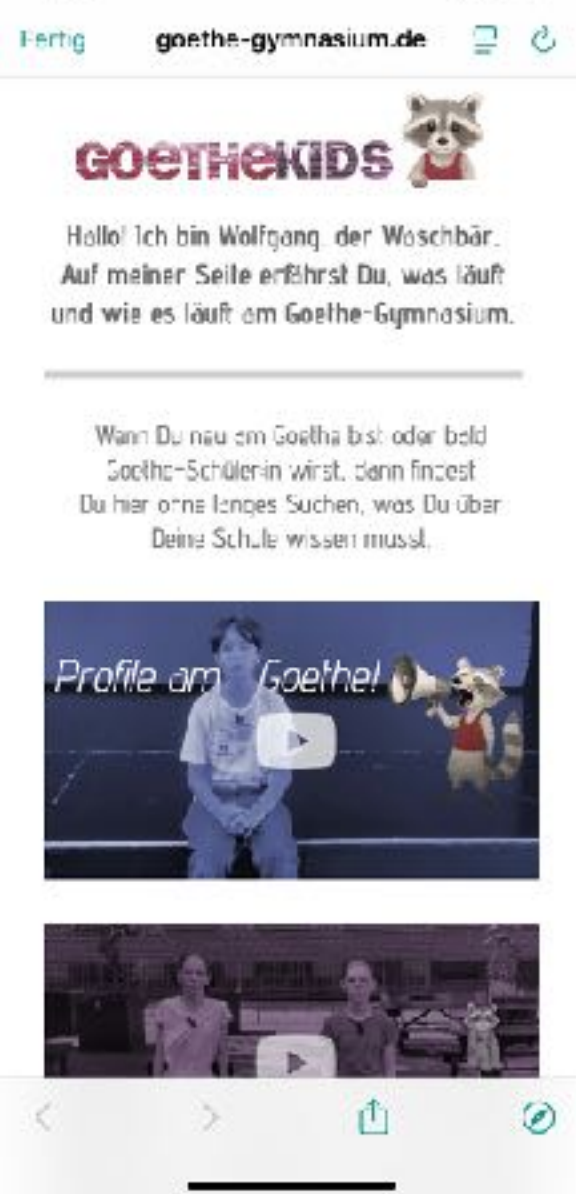 Fertig
goethe-gymnasium.de
GOETHEKIDS
Hallo! Ich bin Wolfgang, der Waschbär.
Auf meiner Seite erfährst Du, was läuft
und wie es läuft am Goethe-Gymnasium.
Wenn Du neu am Goethe bist oder bald
Goethe-Schüler:in wirst, dann findest
Du hier ohne langes Suchen, was Du über
Deine Schule wissen musst.
Profile am Goethe!